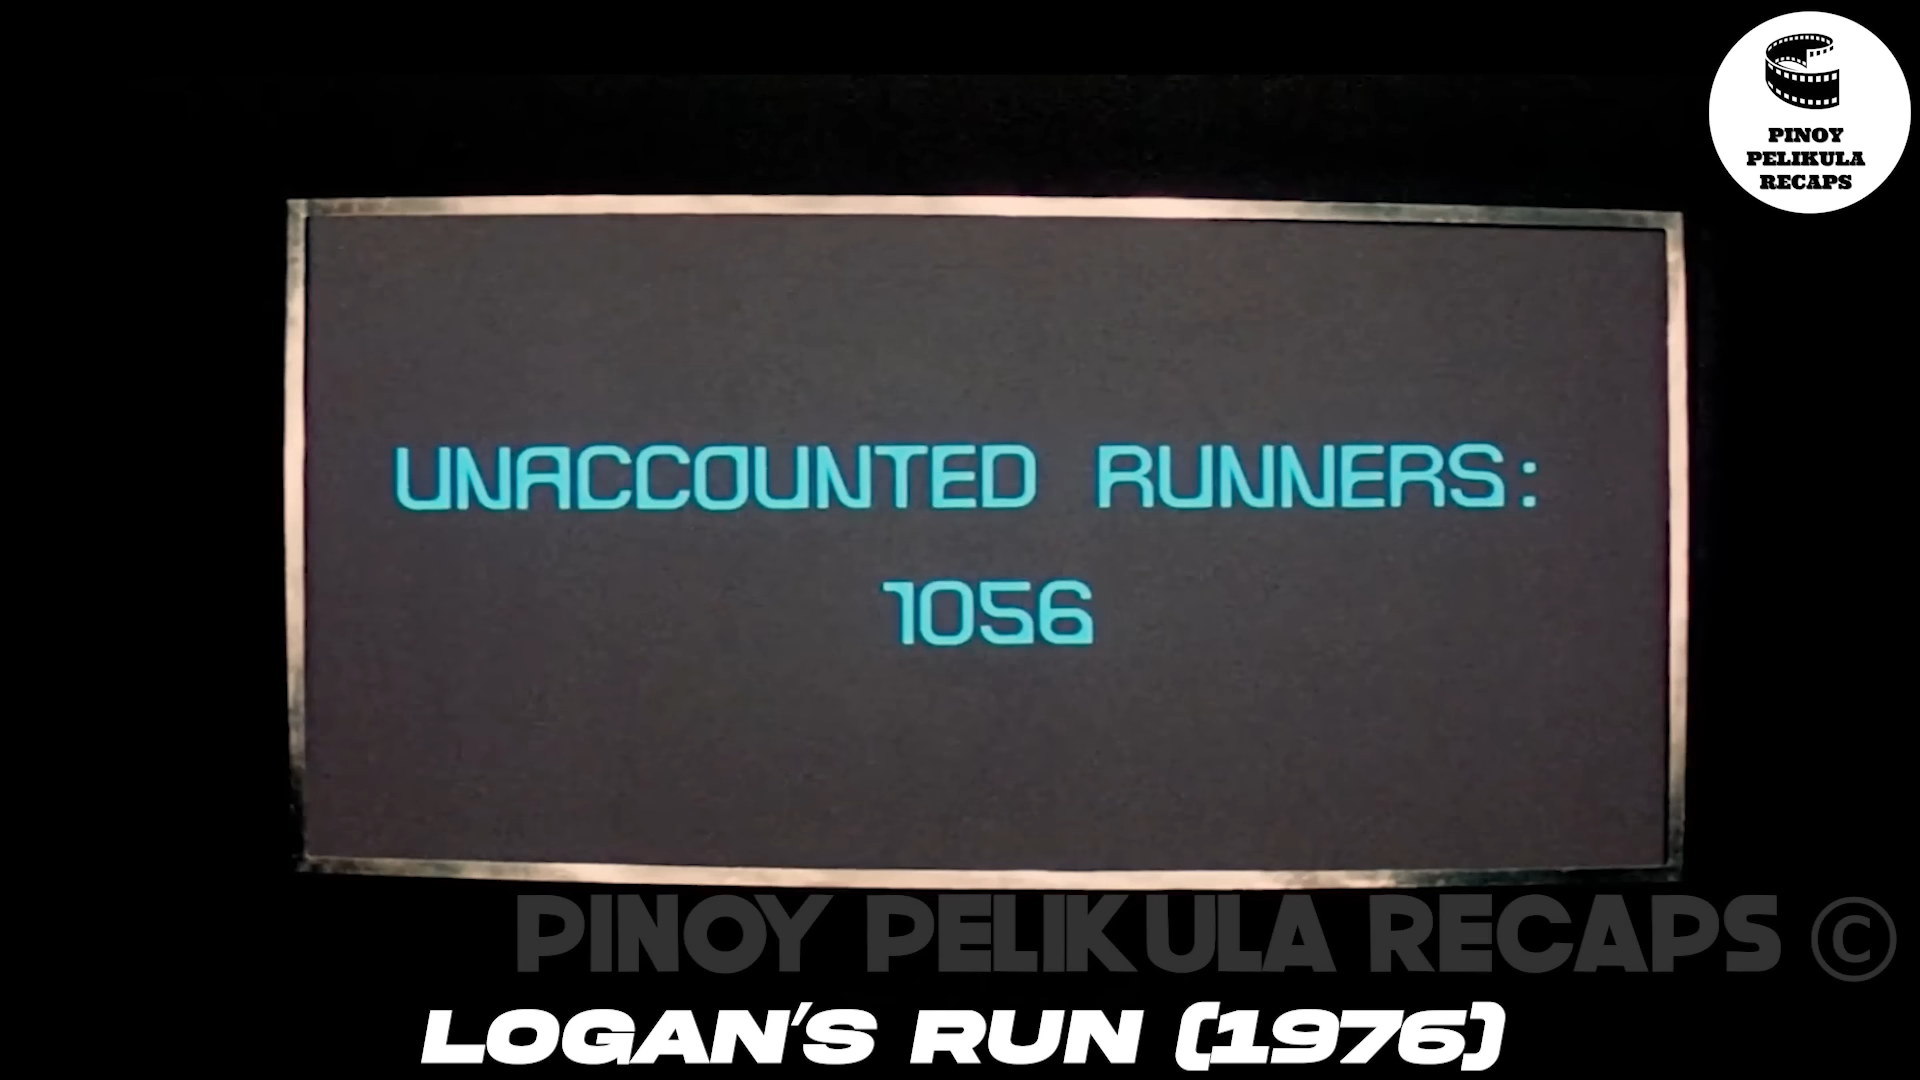 PINOY
PELIKULA
RECAPS
UNACCOUNTED RUNNERS:
1056
PINOY PELIKULA RECAPS ©
LOGAN'S RUN (1976)